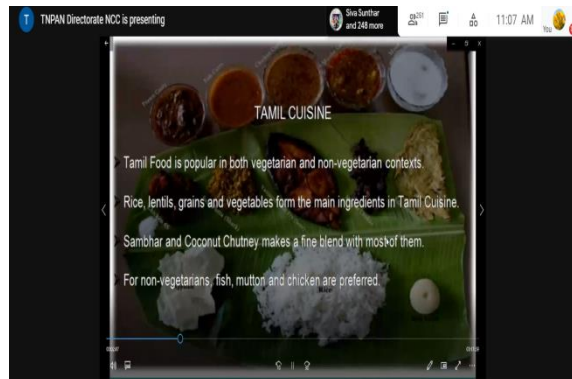 T TNPAN Directorate NCC is presenting
Siva Sunthar
and 248 more
11:07 AM
You
TAMIL CUISINE
Tamil Food is popular in both vegetarian and non-vegetarian contexts.
Rice, lentils, grains and vegetables form the main ingredients in Tamil Cuisine.
Sambhar and Coconut Chutney makes a fine blend with most of them.
For non-vegetarians, fish, mutton and chicken are preferred.